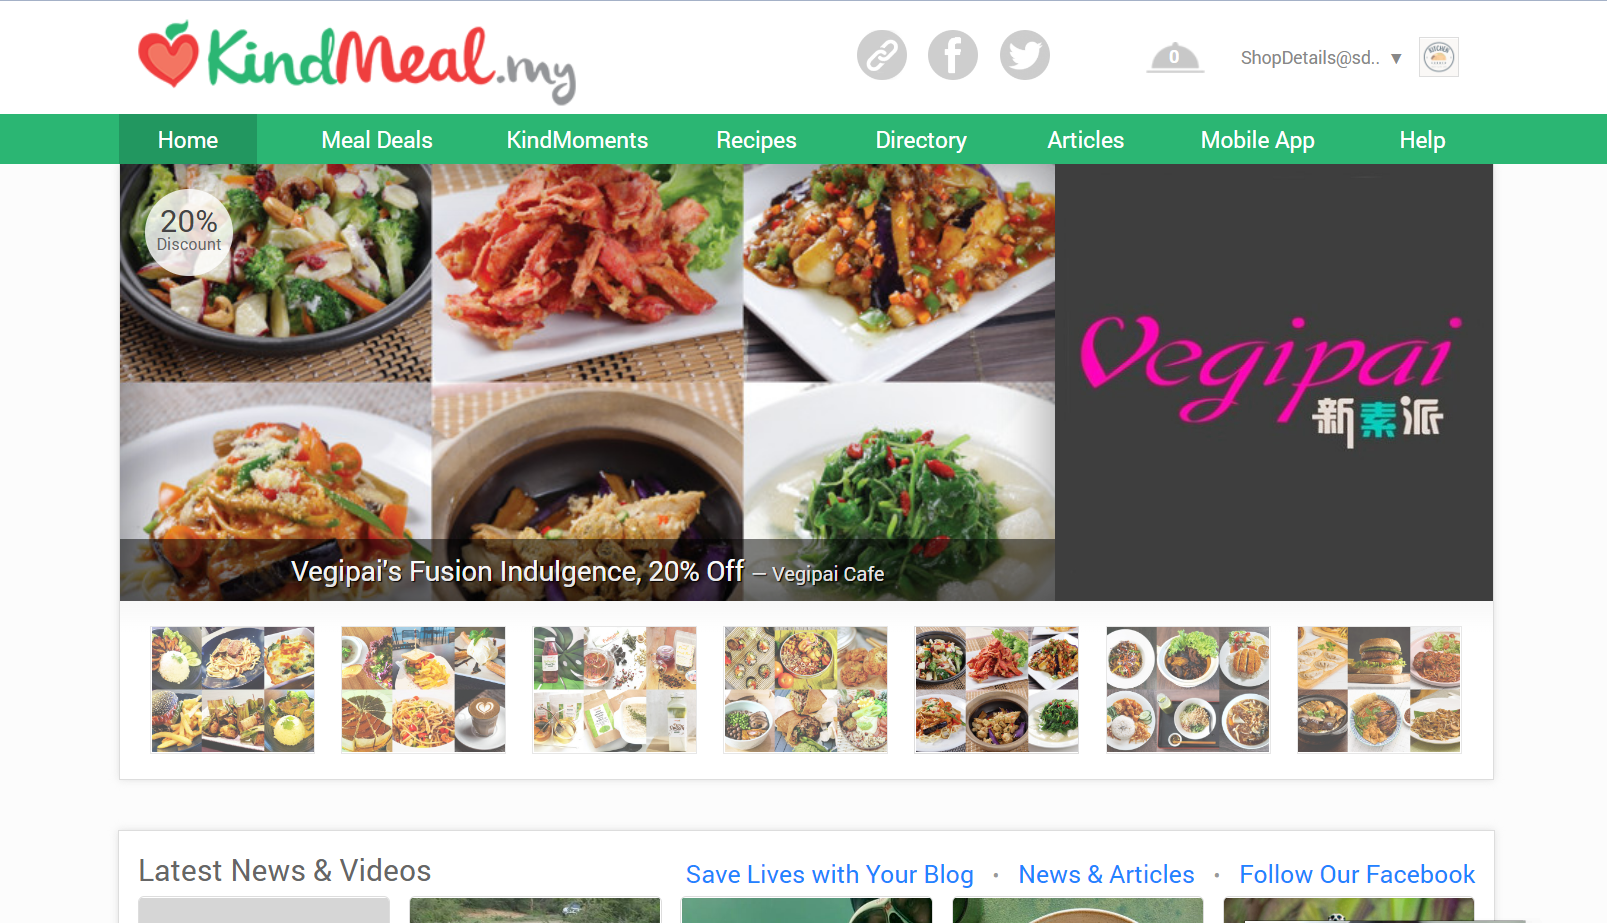 KindMeal.my
0
ShopDetails@sd.. ▼
Home
Meal Deals
KindMoments
Recipes
Directory
Articles
Mobile App
Help
20%
Discount
Vegipai
新素派
Vegipai's Fusion Indulgence, 20% Off – Vegipai Cafe
Latest News & Videos
Save Lives with Your Blog • News & Articles • Follow Our Facebook